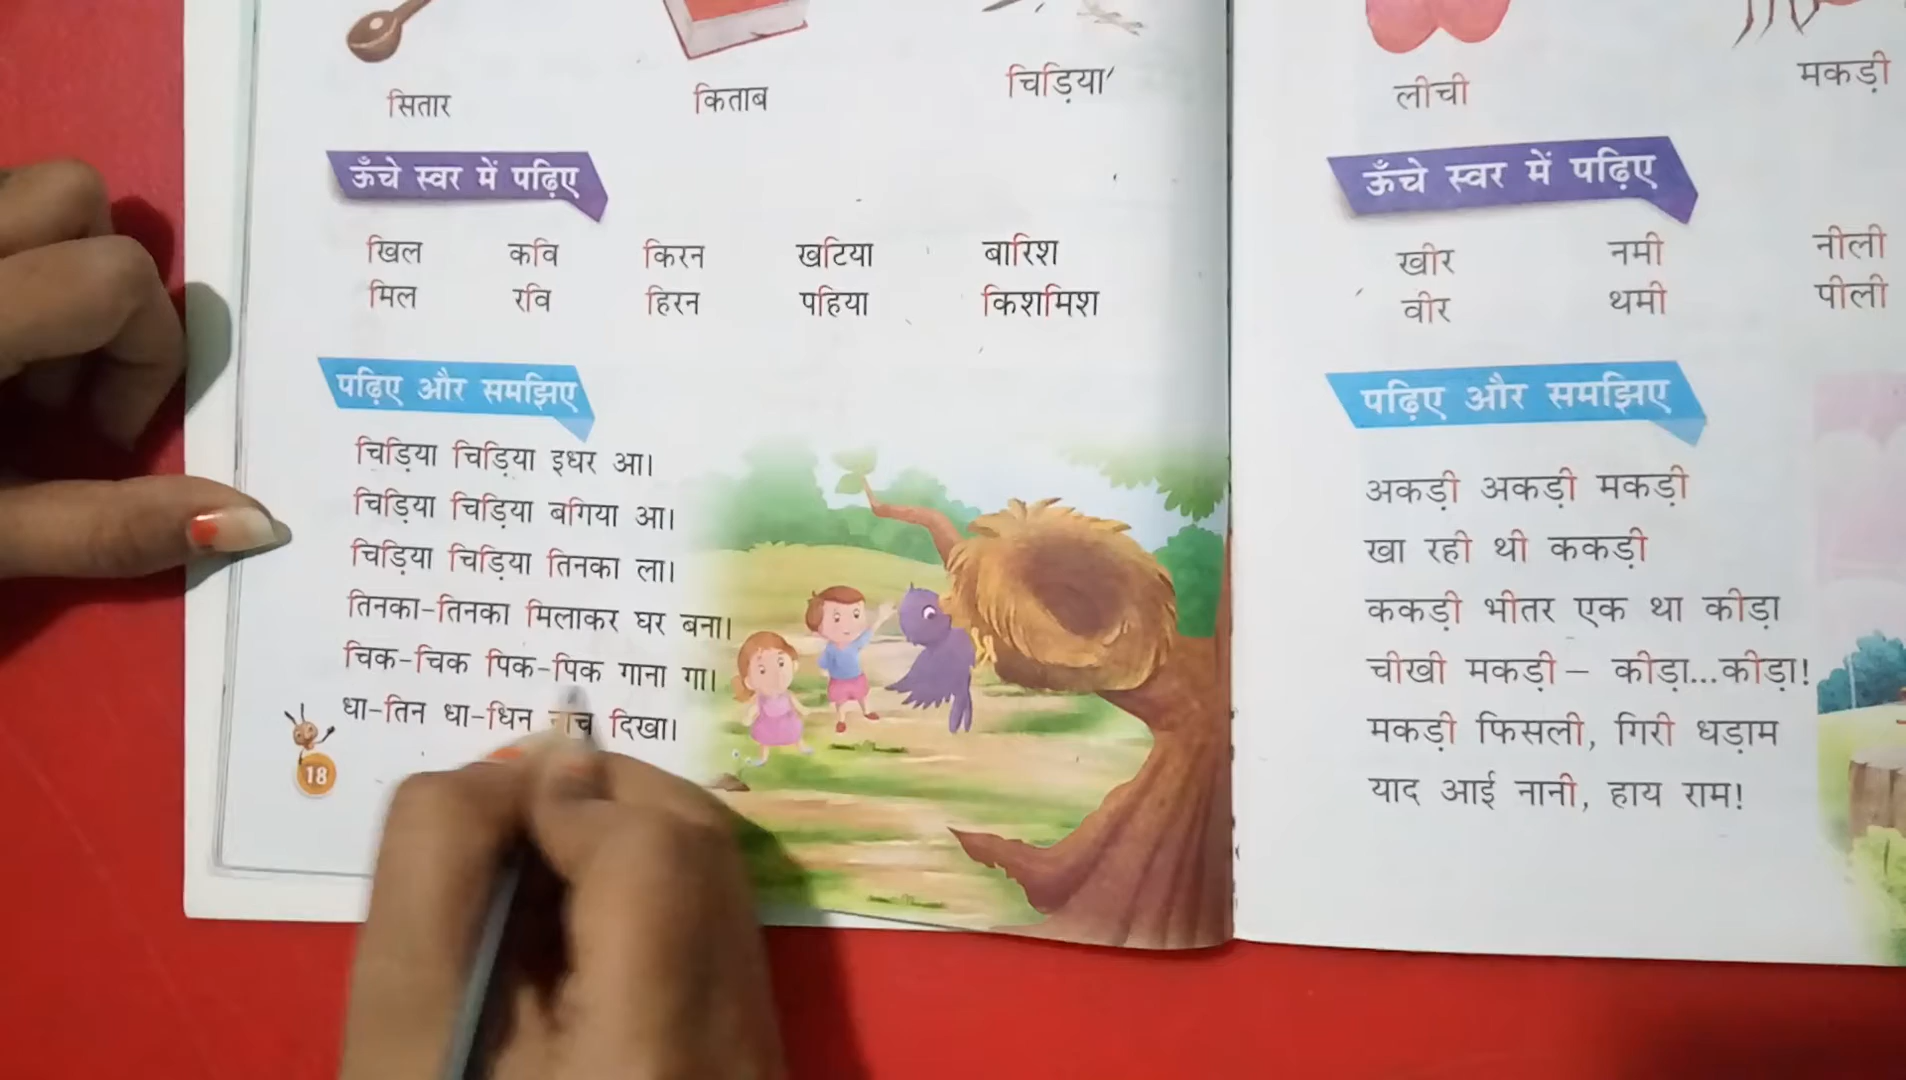 सितार किताब चिड़िया
ऊँचे स्वर में पढ़िए
खिल कवि किरन खटिया बारिश
मिल रवि हिरन पहिया किशमिश
पढ़िए और समझिए
चिड़िया चिड़िया इधर आ।
चिड़िया चिड़िया बगिया आ।
चिड़िया चिड़िया तिनका ला।
तिनका-तिनका मिलाकर घर बना।
चिक-चिक पिक-पिक गाना गा।
धा-तिन धा-धिन नाच दिखा।
18
लीची मकड़ी
ऊँचे स्वर में पढ़िए
खीर नमी नीली
वीर थमी पीली
पढ़िए और समझिए
अकड़ी अकड़ी मकड़ी
खा रही थी ककड़ी
ककड़ी भीतर एक था कीड़ा
चीखी मकड़ी – कीड़ा...कीड़ा!
मकड़ी फिसली, गिरी धड़ाम
याद आई नानी, हाय राम!